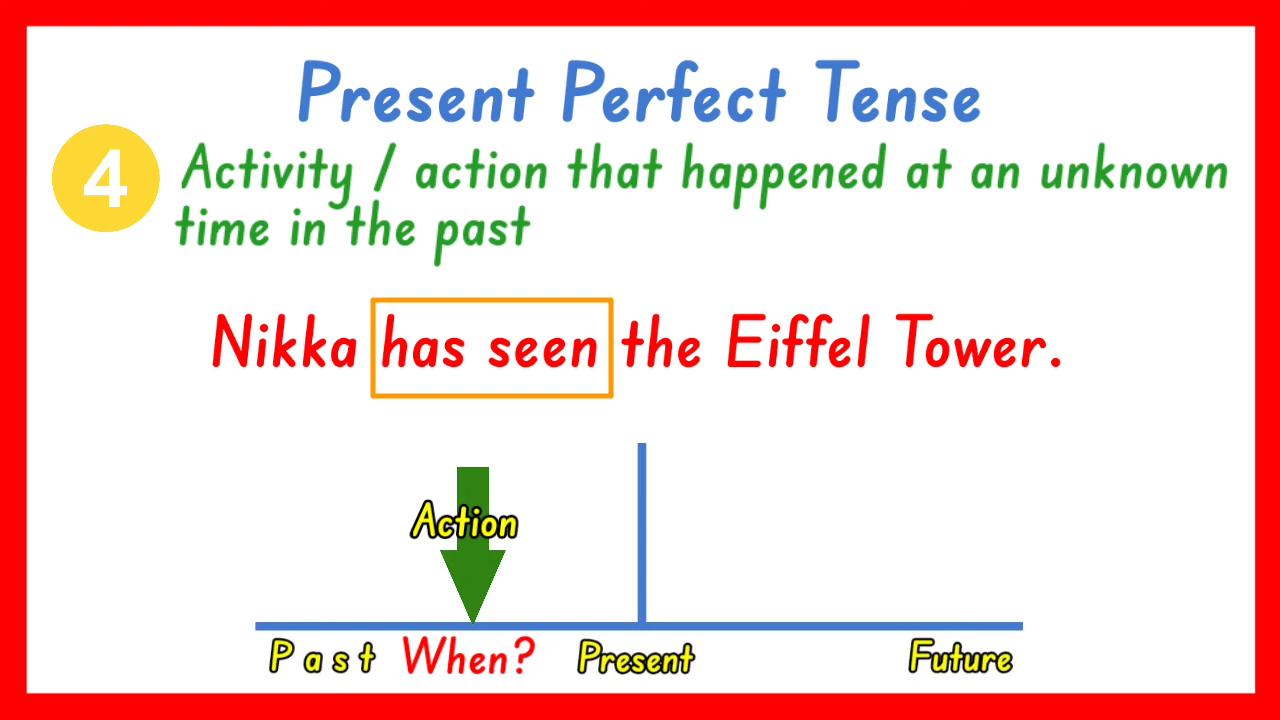 Present Perfect Tense
4 Activity / action that happened at an unknown
time in the past
Nikka has seen the Eiffel Tower.
Action
Past When? Present Future